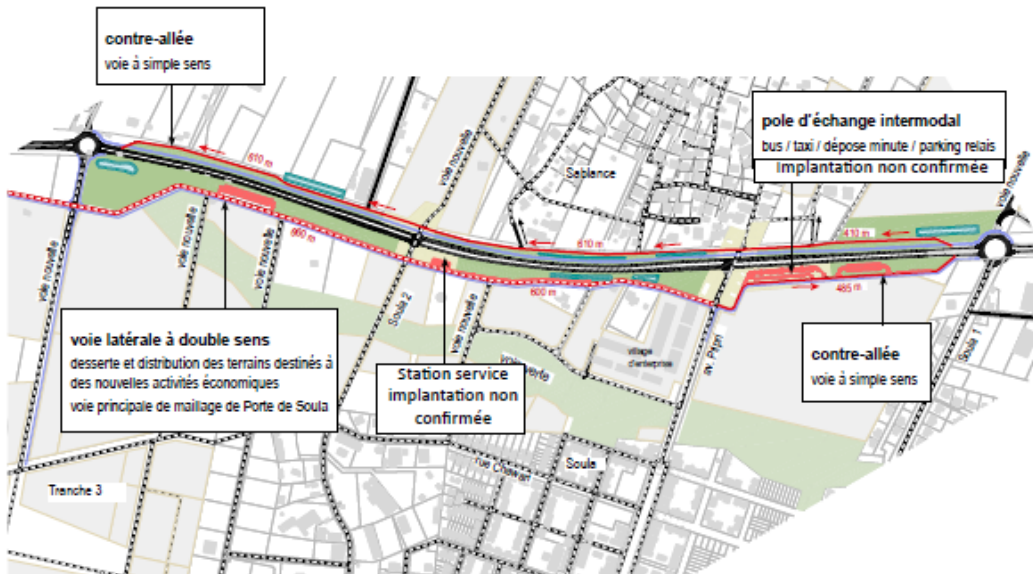 contre-allée
voie à simple sens
pole d'échange intermodal
bus / taxi / dépose minute / parking relais
Implantation non confirmée
610 m
voie nouvelle
Sablance
voie nouvelle
610 m
410 m
voie nouvelle
voie nouvelle
voie nouvelle
660 m
Soula 2
voie nouvelle
600 m
485 m
voie latérale à double sens
desserte et distribution des terrains destinés à
des nouvelles activités économiques
voie principale de maillage de Porte de Soula
Station service
implantation non
confirmée
voie verte
village
d'entreprise
av. Pépin
contre-allée
voie à simple sens
Soula 1
Tranche 3
rue
Soula